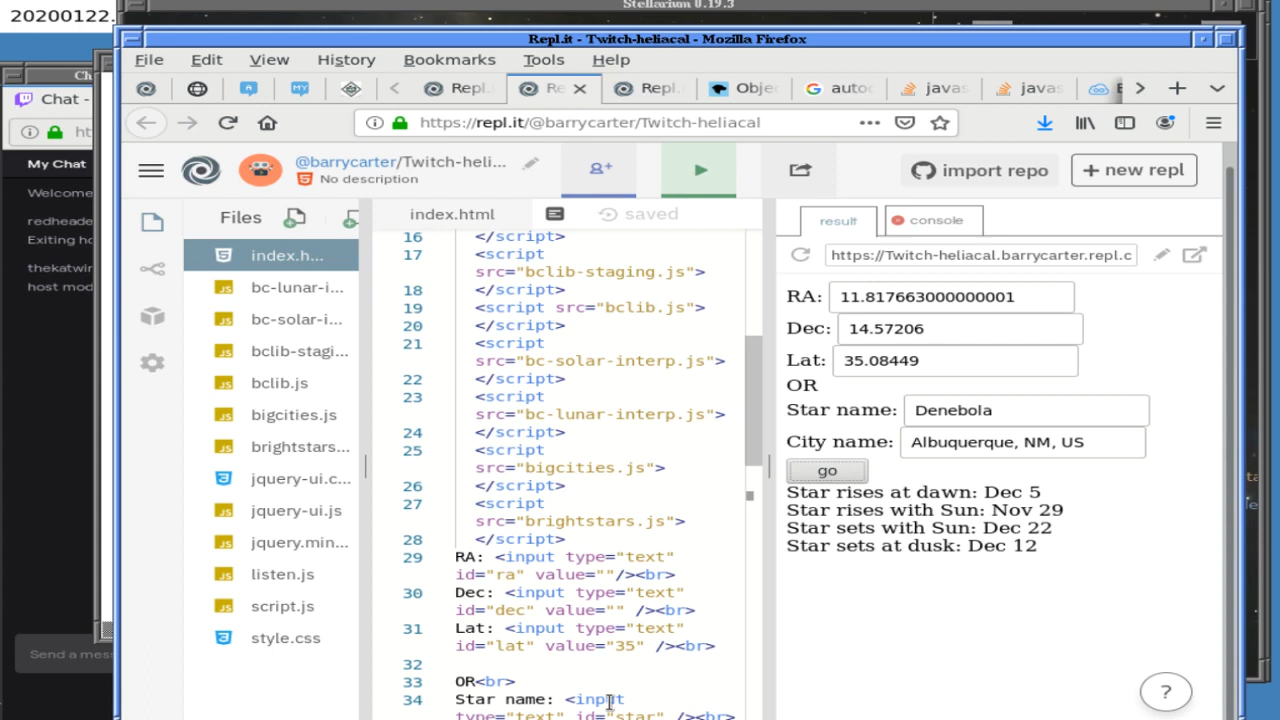 Stellarium 0.19.3
20200122.
Repl.it - Twitch-heliacal - Mozilla Firefox
File Edit View History Bookmarks Tools Help
Ch
Repl. Re Repl. Obje autoc javas javas
Chat -
https://repl.it/@barrycarter/Twitch-heliacal
ht
My Chat
Welcome
redheade
Exiting ho
thekatwin
host mod
Send a mess
@barrycarter/Twitch-heli...
No description
import repo
+ new repl
Files
index.html
saved
index.h...
bc-lunar-i...
bc-solar-i...
bclib-stagi...
bclib.js
bigcities.js
brightstars...
jquery-ui.c...
jquery-ui.js
jquery.min...
listen.js
script.js
style.css
16 </script>
17 <script
src="bclib-staging.js">
18 </script>
19 <script src="bclib.js">
20 </script>
21 <script
src="bc-solar-interp.js">
22 </script>
23 <script
src="bc-lunar-interp.js">
24 </script>
25 <script
src="bigcities.js">
26 </script>
27 <script
src="brightstars.js">
28 </script>
29 RA: <input type="text"
id="ra" value=""/><br>
30 Dec: <input type="text"
id="dec" value="" /><br>
31 Lat: <input type="text"
id="lat" value="35" /><br>
32
33 OR<br>
34 Star name: <input
type="text" id="star" /><br>
result console
https://Twitch-heliacal.barrycarter.repl.c
RA: 11.817663000000001
Dec: 14.57206
Lat: 35.08449
OR
Star name: Denebola
City name: Albuquerque, NM, US
go
Star rises at dawn: Dec 5
Star rises with Sun: Nov 29
Star sets with Sun: Dec 22
Star sets at dusk: Dec 12
?